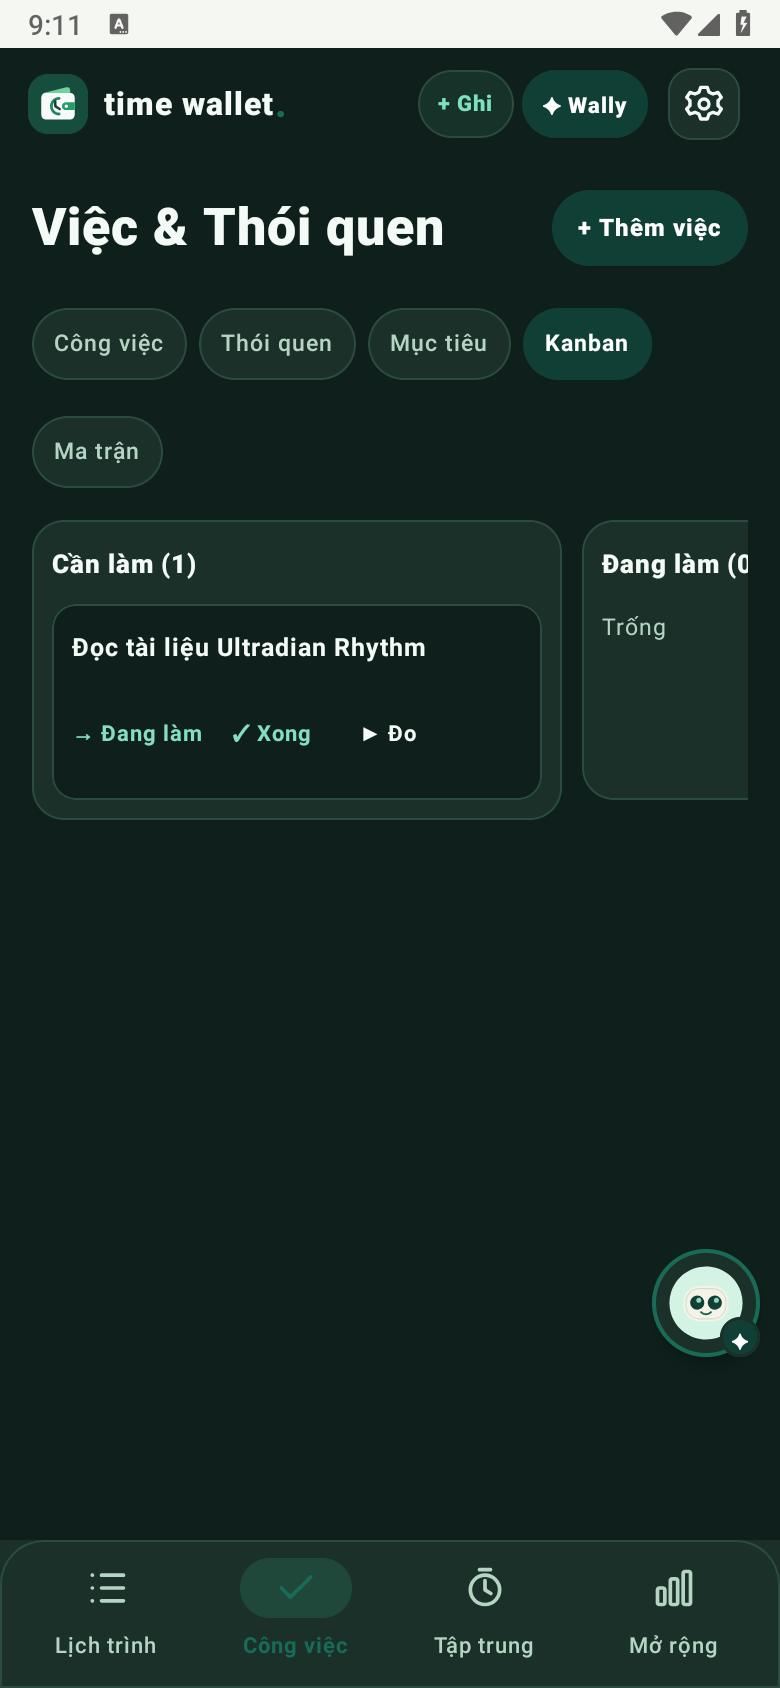 9:11
A
time wallet.
+ Ghi
Wally
Việc & Thói quen
+ Thêm việc
Công việc
Thói quen
Mục tiêu
Kanban
Ma trận
Cần làm (1)
Đọc tài liệu Ultradian Rhythm
→ Đang làm
✓ Xong
► Đo
Đang làm (0
Trống
Lịch trình
Công việc
Tập trung
Mở rộng